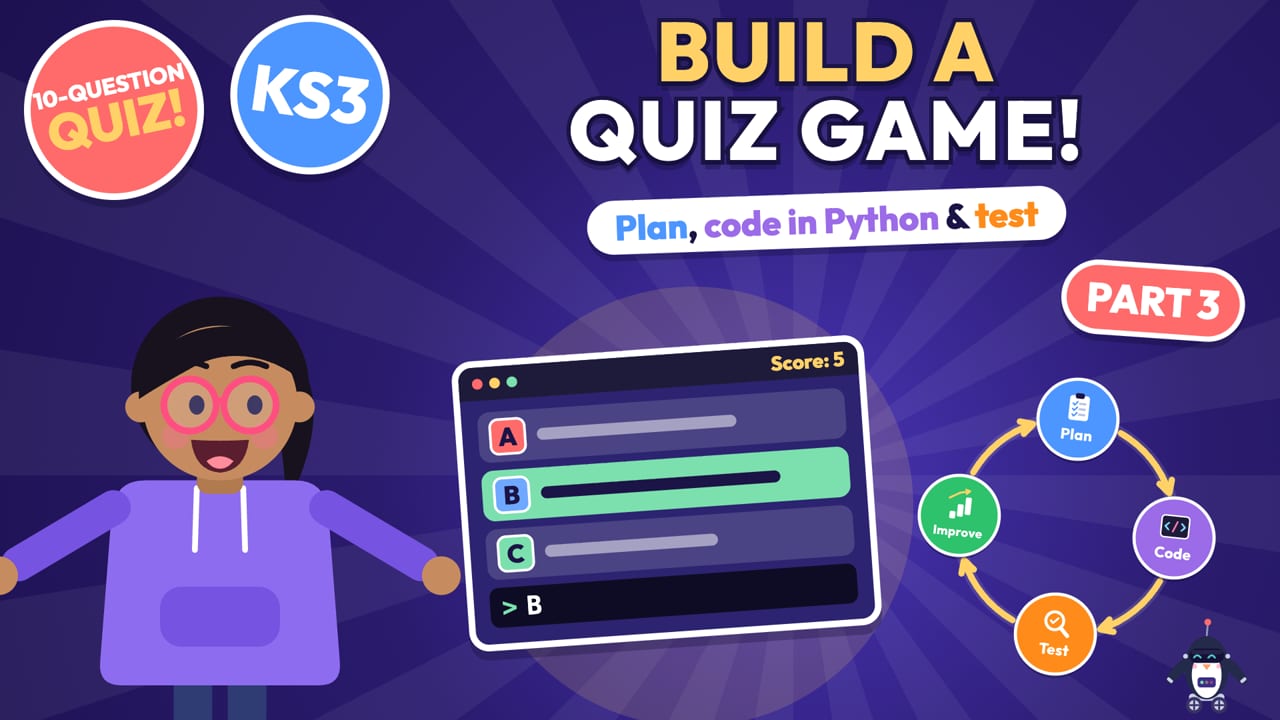 10-QUESTION
QUIZ!
KS3
BUILD A
QUIZ GAME!
Plan, code in Python & test
PART 3
Score: 5
A
B
C
> B
Plan
</>
Code
Test
Improve